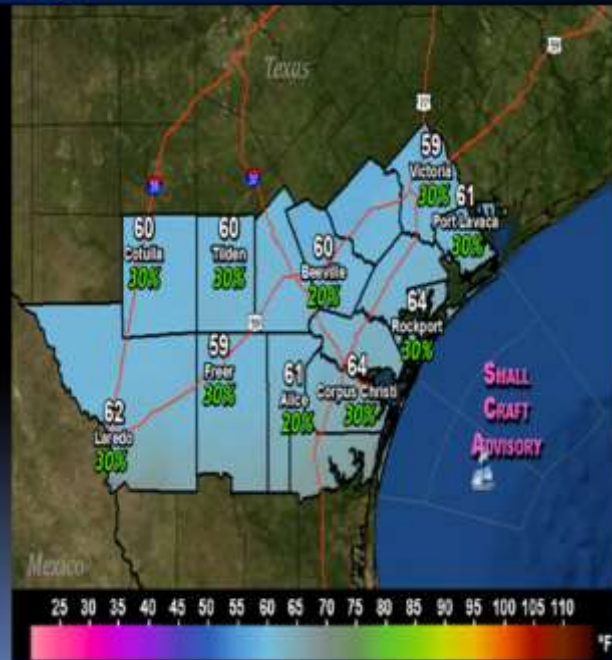 Texas
59
Victoria
30%
61
Port Lavaca
30%
60
Cotulla
30%
60
Tilden
30%
60
Beeville
20%
64
Rockport
30%
59
Freer
30%
61
Alice
20%
64
Corpus Christi
30%
62
Laredo
30%
SMALL
CRAFT
ADVISORY
Mexico
25 30 35 40 45 50 55 60 65 70 75 80 85 90 95 100 105 110
°F